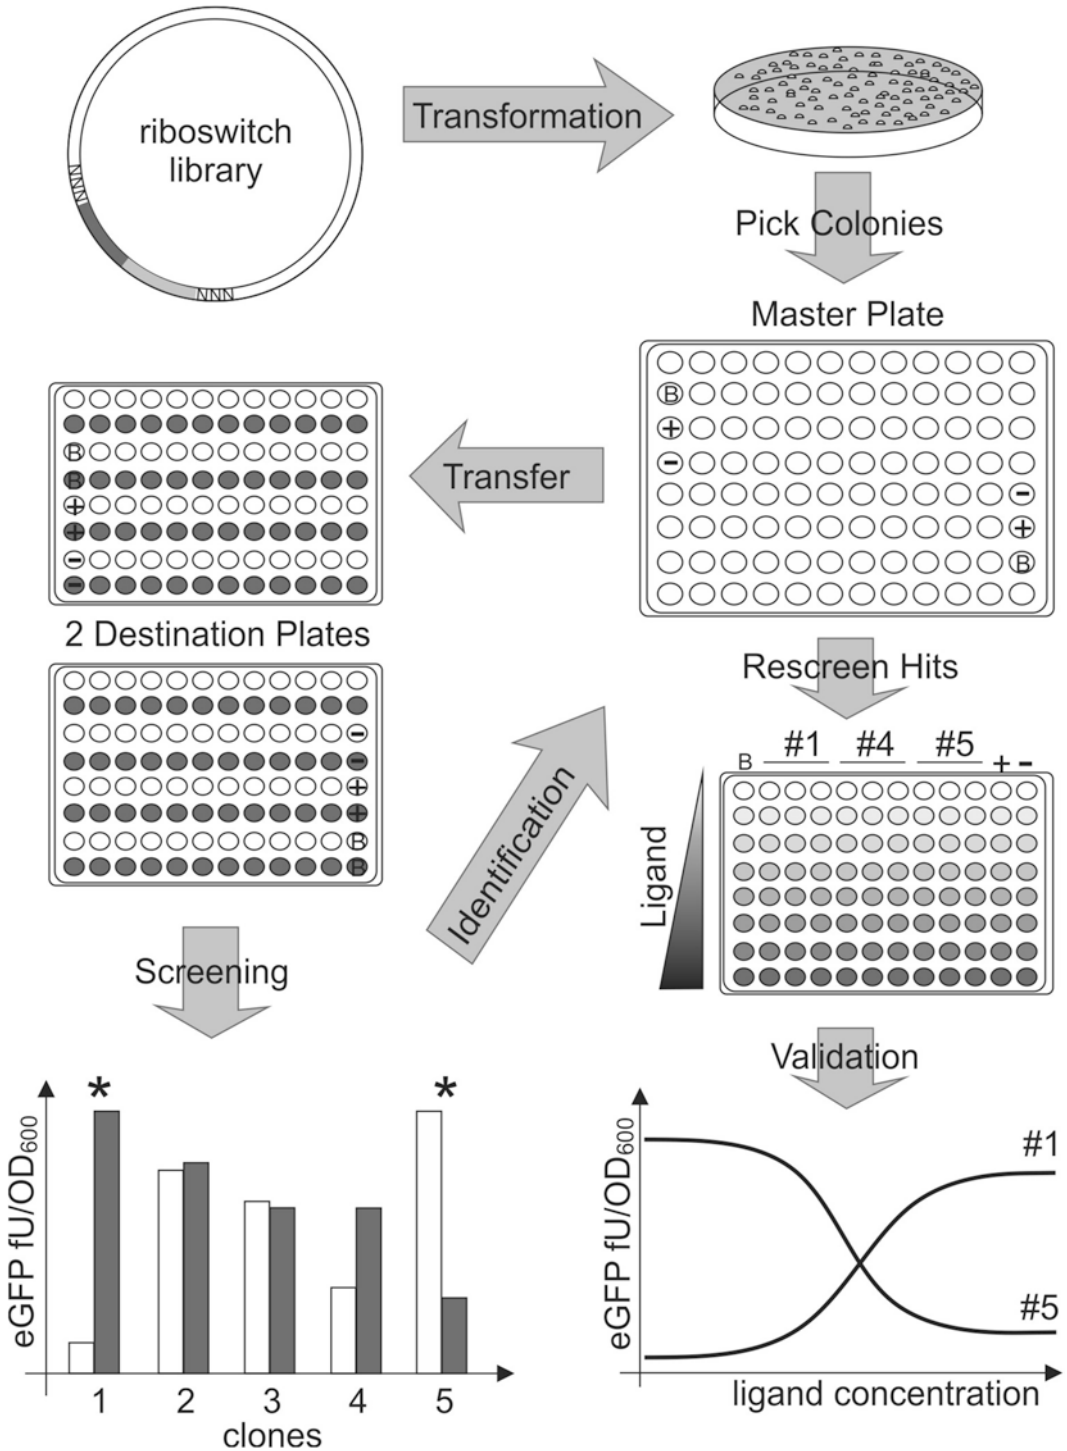 riboswitch
library
NNN
NNN
Transformation
Pick Colonies
Master Plate
B
+
-
-
+
B
Transfer
B
B
+
+
-
-
2 Destination Plates
-
-
+
+
B
B
Rescreen Hits
B #1 #4 #5 + -
Ligand
Identification
Screening
Validation
* *
eGFP fU/OD600
1 2 3 4 5
clones
eGFP fU/OD600
#1
#5
ligand concentration